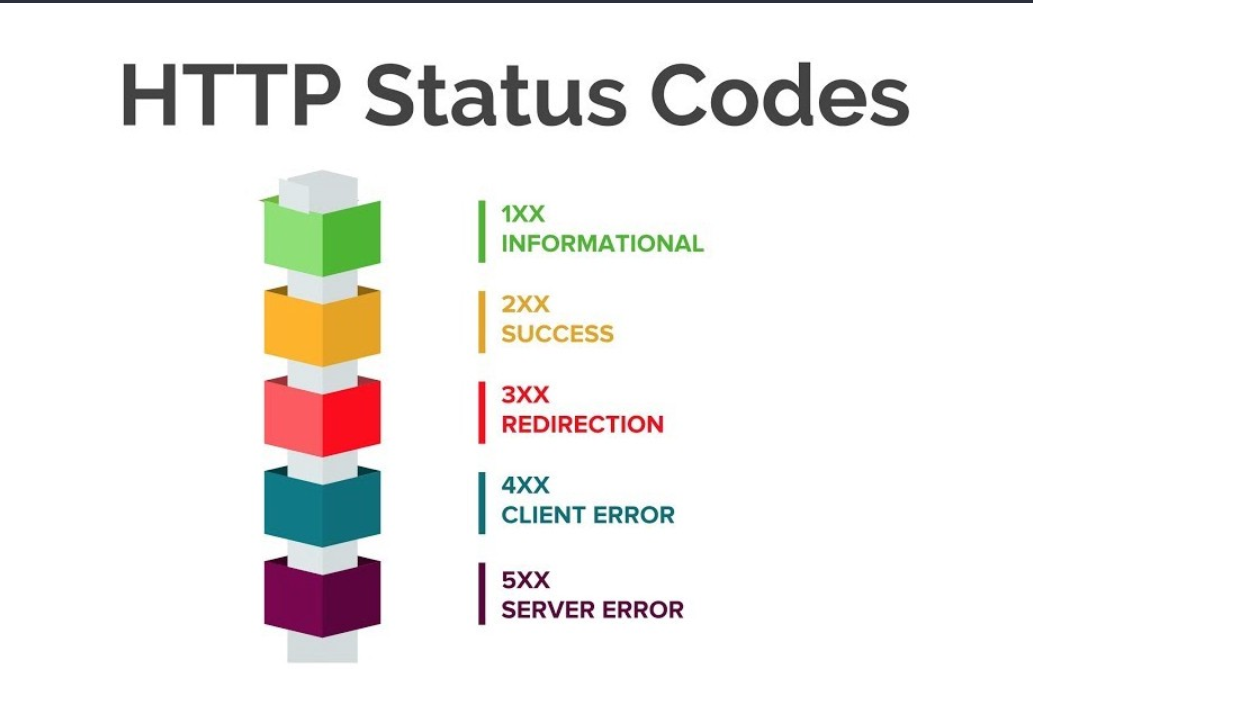 HTTP Status Codes
1XX
INFORMATIONAL
2XX
SUCCESS
3XX
REDIRECTION
4XX
CLIENT ERROR
5XX
SERVER ERROR